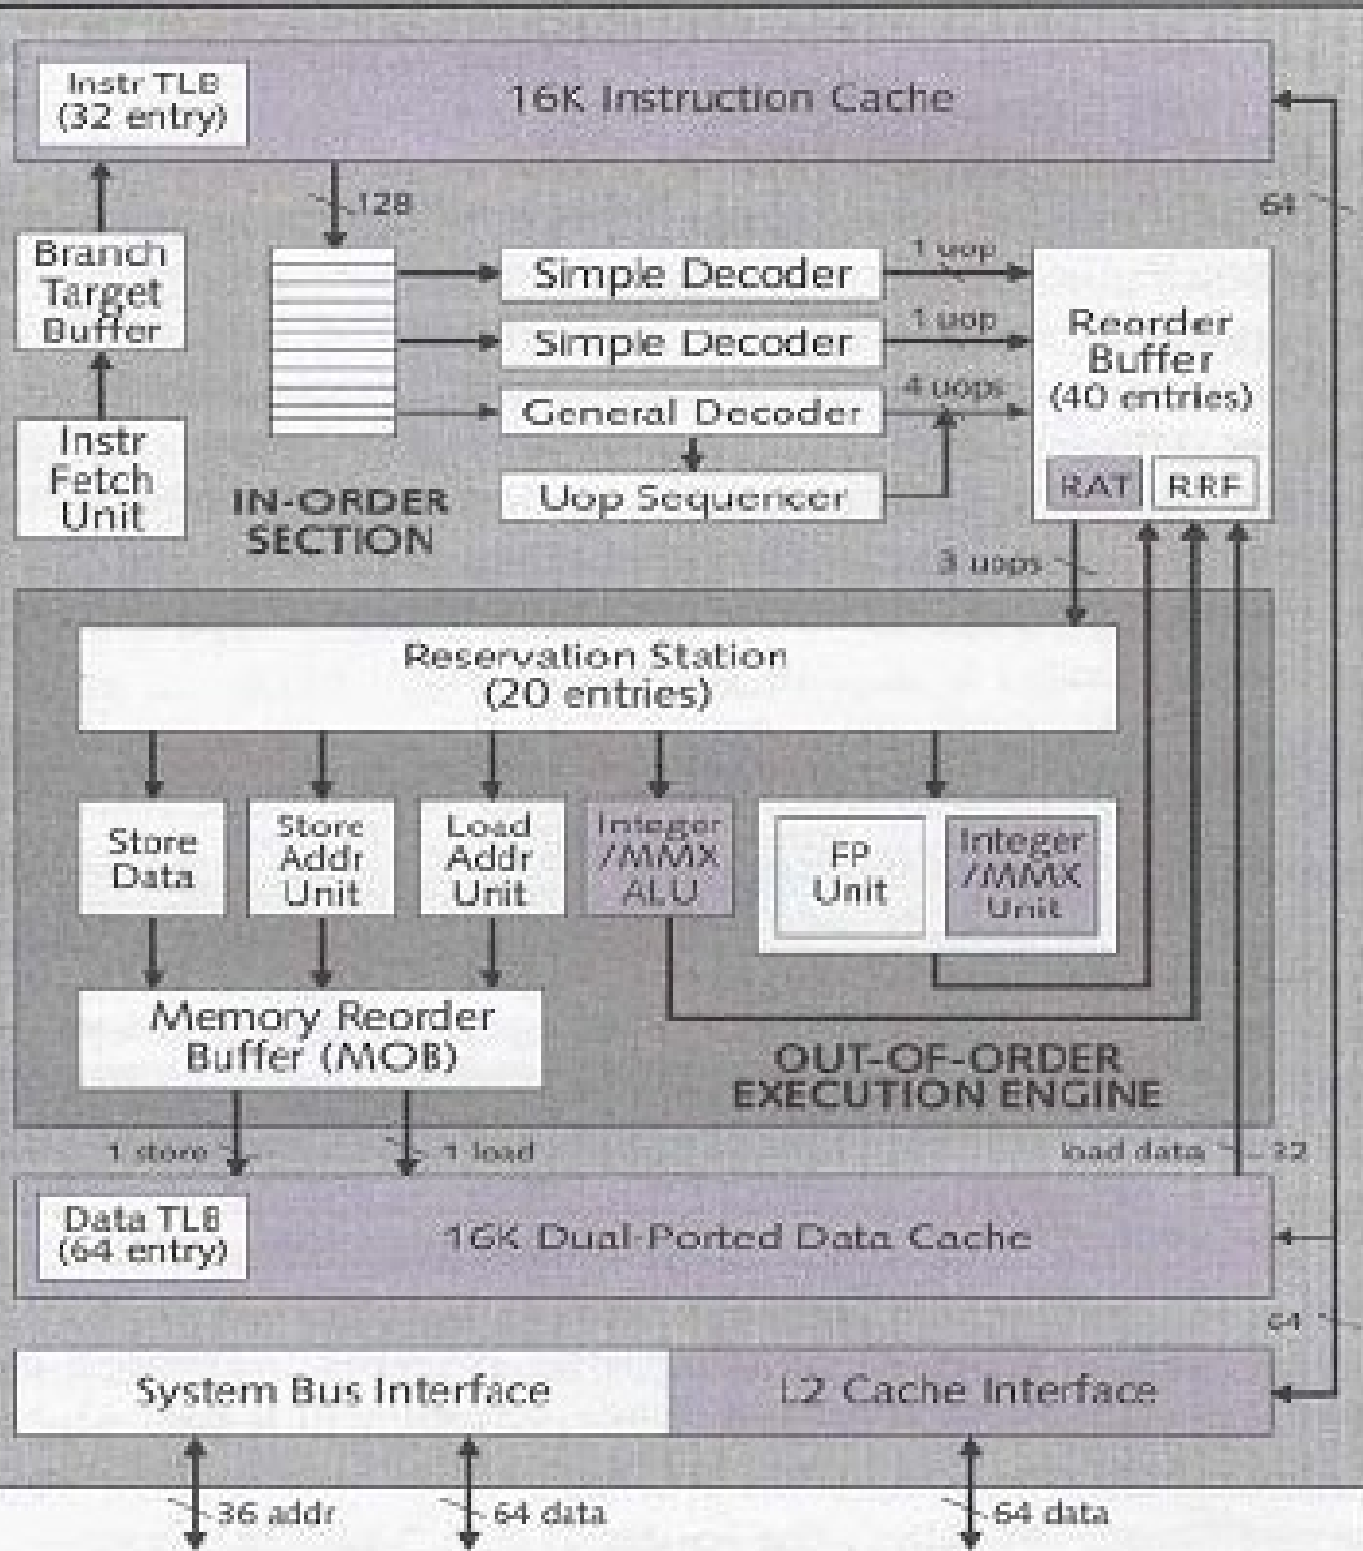 Instr TLB
(32 entry)
16K Instruction Cache
128
64
Branch
Target
Buffer
Simple Decoder
1 uop
Simple Decoder
1 uop
General Decoder
4 uops
Uop Sequencer
Reorder
Buffer
(40 entries)
RAT
RRF
Instr
Fetch
Unit
IN-ORDER
SECTION
3 uops
Reservation Station
(20 entries)
Store
Data
Store
Addr
Unit
Load
Addr
Unit
Integer
/MMX
ALU
FP
Unit
Integer
/MMX
Unit
Memory Reorder
Buffer (MOB)
OUT-OF-ORDER
EXECUTION ENGINE
1 store
1 load
load data
32
Data TLB
(64 entry)
16K Dual-Ported Data Cache
64
System Bus Interface
L2 Cache Interface
36 addr
64 data
64 data